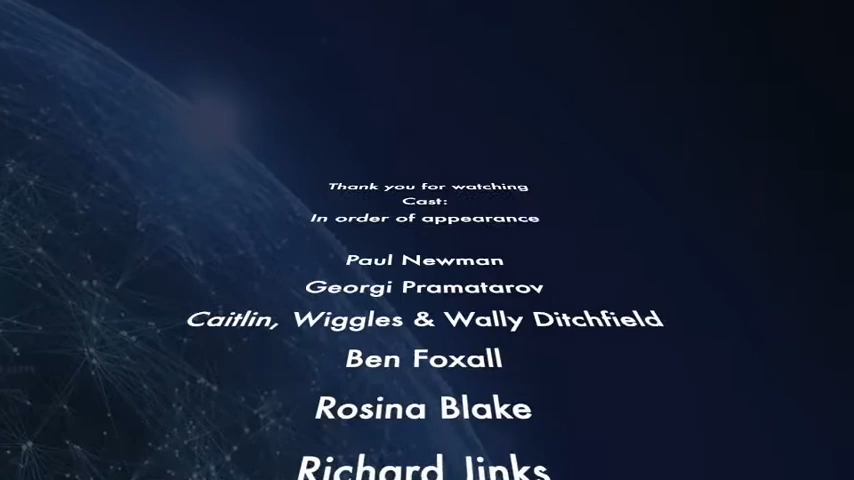 Thank you for watching
Cast:
In order of appearance
Paul Newman
Georgi Pramatarov
Caitlin, Wiggles & Wally Ditchfield
Ben Foxall
Rosina Blake
Richard Jinks